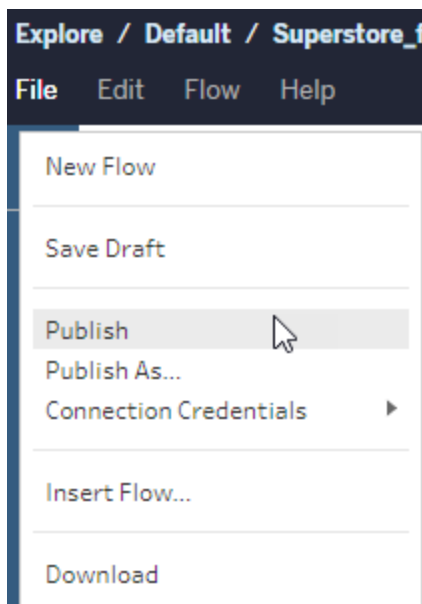 Explore / Default / Superstore_f
File Edit Flow Help
New Flow
Save Draft
Publish
Publish As...
Connection Credentials
Insert Flow...
Download